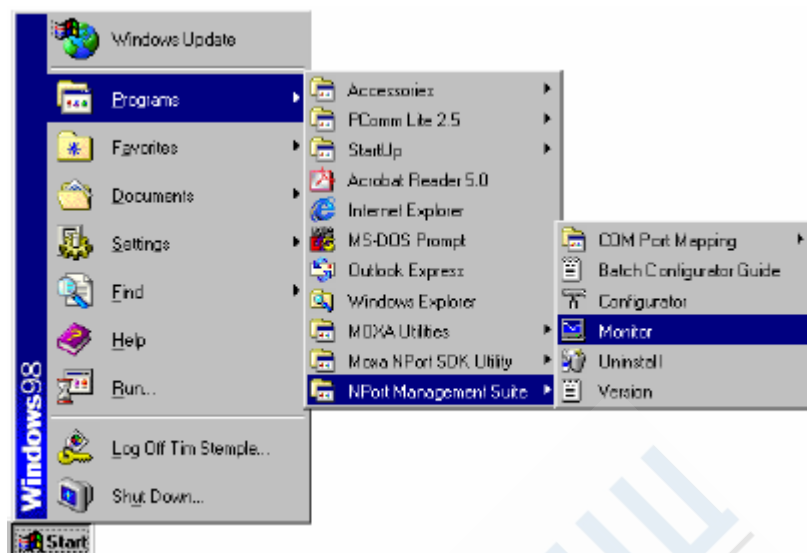 Windows Update
Programs
Favorites
Documents
Settings
Find
Help
Run...
Log Off Tim Stemple...
Shut Down...
Windows98
Start
Accessories
PComm Lite 2.5
StartUp
Acrobat Reader 5.0
Internet Explorer
MS-DOS Prompt
Outlook Express
Windows Explorer
MOXA Utilities
Moxa NPort SDK Utility
NPort Management Suite
COM Port Mapping
Batch Configurator Guide
Configurator
Monitor
Uninstall
Version